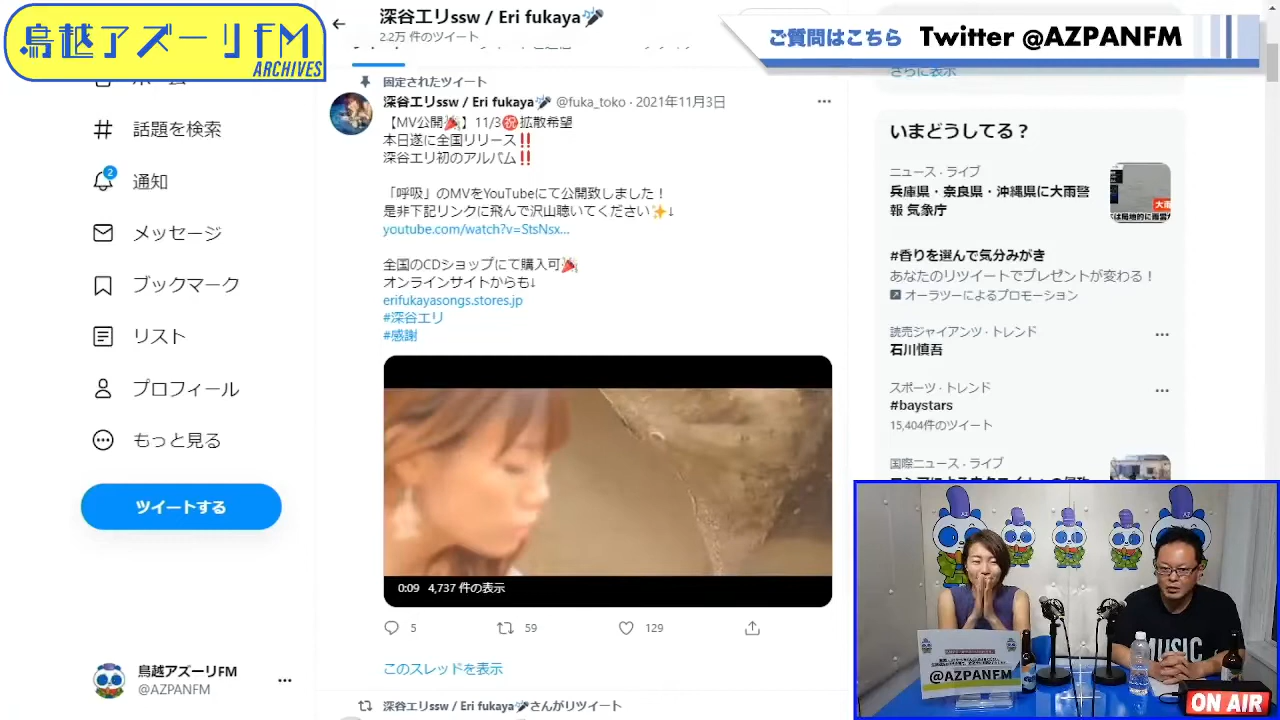 鳥越アズーリFM
ARCHIVES
深谷エリssw / Eri fukaya🎤
2.2万 件のツイート
ご質問はこちら Twitter @AZPANFM
さらに表示
話題を検索
2
通知
メッセージ
ブックマーク
リスト
プロフィール
もっと見る
ツイートする
鳥越アズーリFM
@AZPANFM
固定されたツイート
深谷エリssw / Eri fukaya🎤 @fuka_toko · 2021年11月3日
【MV公開🎉】11/3㊗拡散希望
本日遂に全国リリース‼️
深谷エリ初のアルバム‼️
「呼吸」のMVをYouTubeにて公開致しました！
是非下記リンクに飛んで沢山聴いてください✨↓
youtube.com/watch?v=StsNsx...
全国のCDショップにて購入可🎉
オンラインサイトからも↓
erifukayasongs.stores.jp
#深谷エリ
#感謝
0:09 4,737 件の表示
5 59 129
このスレッドを表示
深谷エリssw / Eri fukaya🎤さんがリツイート
いまどうしてる？
ニュース · ライブ
兵庫県・奈良県・沖縄県に大雨警
報 気象庁
#香りを選んで気分みがき
あなたのリツイートでプレゼントが変わる！
オーラツーによるプロモーション
読売ジャイアンツ · トレンド
石川慎吾
スポーツ · トレンド
#baystars
15,404件のツイート
国際ニュース · ライブ
@AZPANFM
MUSIC
ON AIR